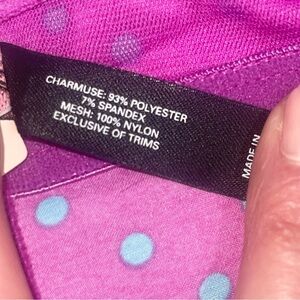 CHARMUSE: 93% POLYESTER
7% SPANDEX
MESH: 100% NYLON
EXCLUSIVE OF TRIMS
MADE IN